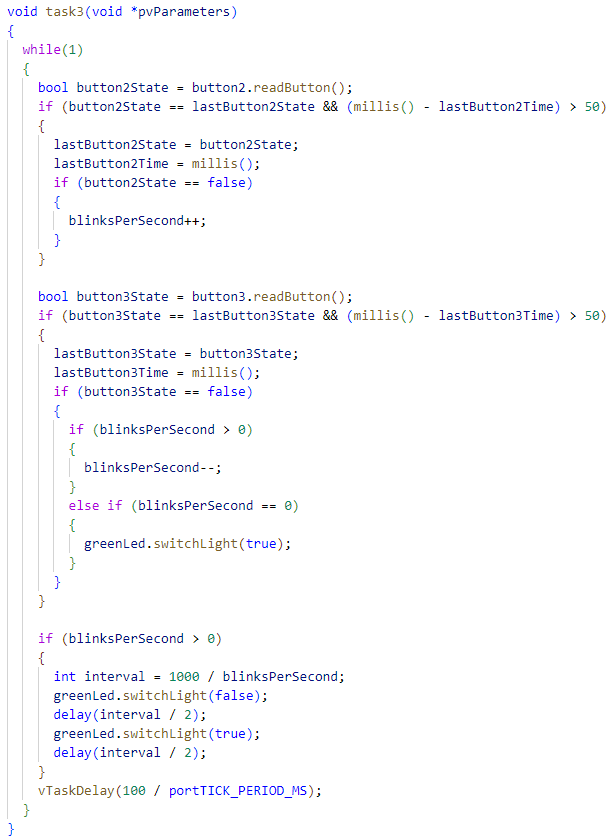 void task3(void *pvParameters)
{
  while(1)
  {
    bool button2State = button2.readButton();
    if (button2State == lastButton2State && (millis() - lastButton2Time) > 50)
    {
      lastButton2State = button2State;
      lastButton2Time = millis();
      if (button2State == false)
      {
        blinksPerSecond++;
      }
    }

    bool button3State = button3.readButton();
    if (button3State == lastButton3State && (millis() - lastButton3Time) > 50)
    {
      lastButton3State = button3State;
      lastButton3Time = millis();
      if (button3State == false)
      {
        if (blinksPerSecond > 0)
        {
          blinksPerSecond--;
        }
        else if (blinksPerSecond == 0)
        {
          greenLed.switchLight(true);
        }
      }
    }

    if (blinksPerSecond > 0)
    {
      int interval = 1000 / blinksPerSecond;
      greenLed.switchLight(false);
      delay(interval / 2);
      greenLed.switchLight(true);
      delay(interval / 2);
    }
    vTaskDelay(100 / portTICK_PERIOD_MS);
  }
}